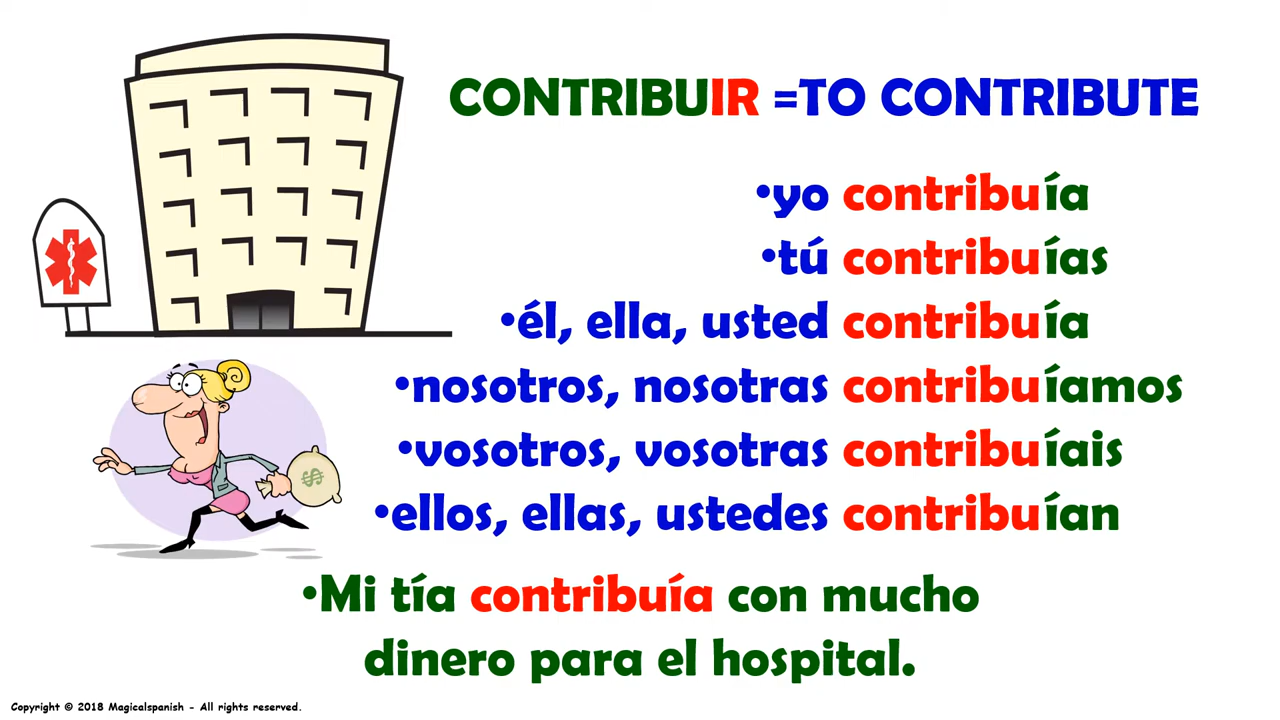 CONTRIBUIR =TO CONTRIBUTE
•yo contribuía
•tú contribuías
•él, ella, usted contribuía
•nosotros, nosotras contribuíamos
•vosotros, vosotras contribuíais
•ellos, ellas, ustedes contribuían
$
•Mi tía contribuía con mucho
dinero para el hospital.
Copyright © 2018 Magicalspanish - All rights reserved.